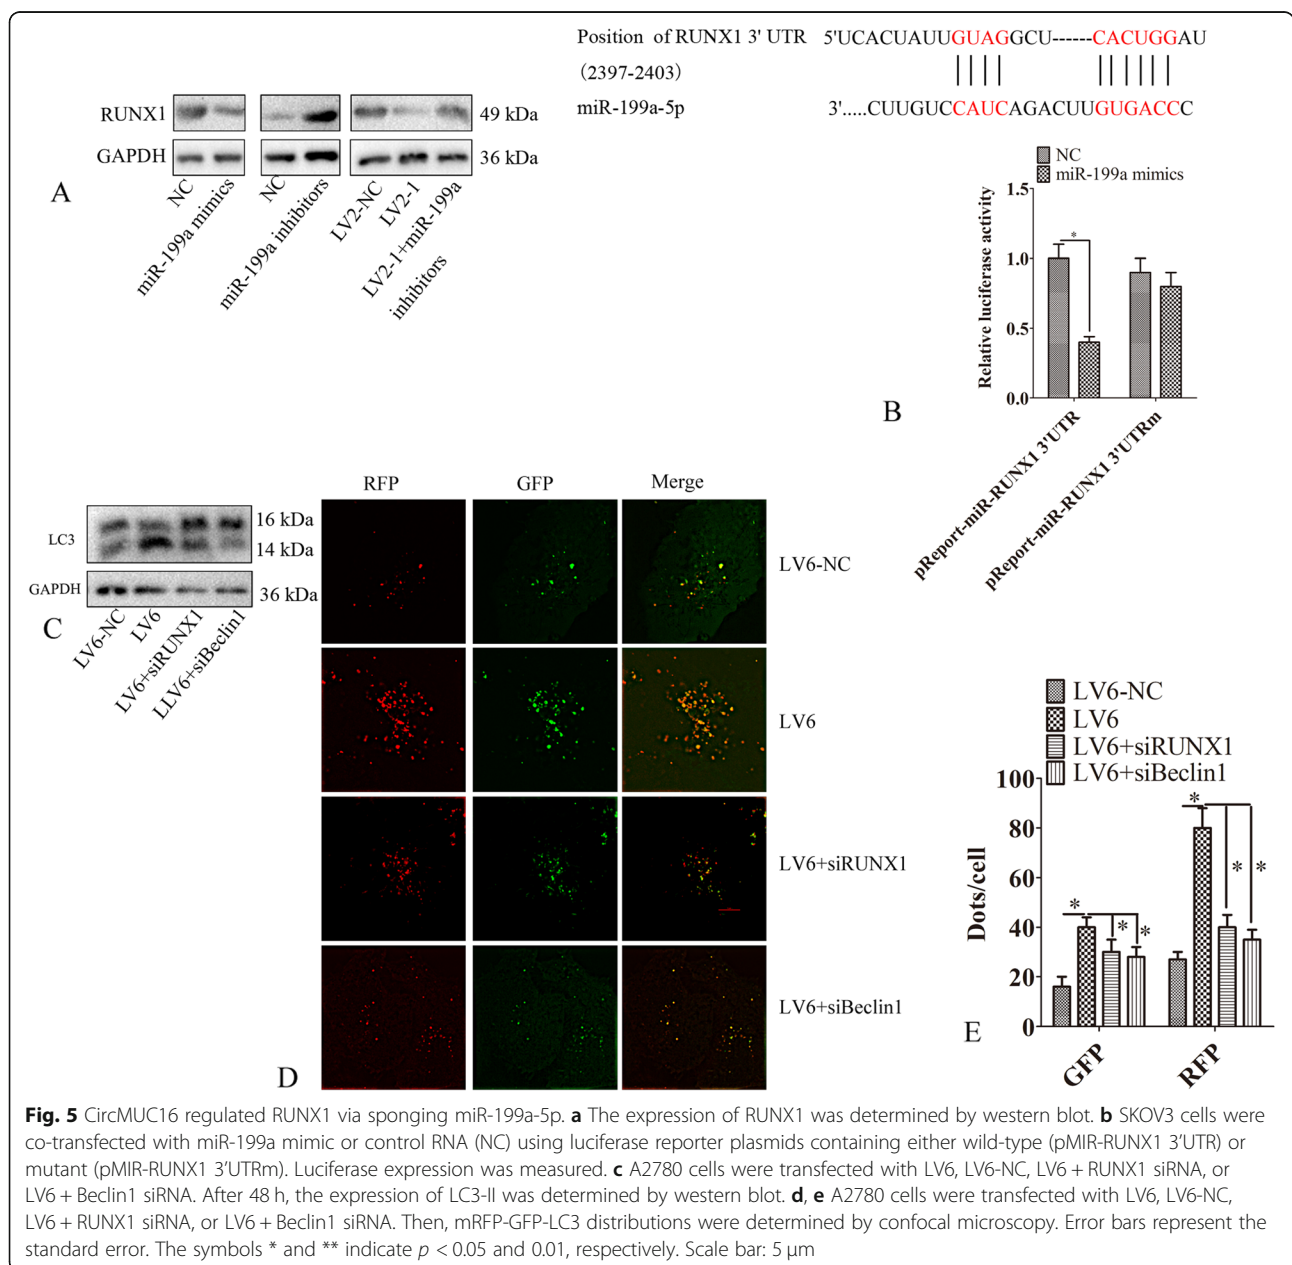 Position of RUNX1 3' UTR 5'UCACUAUUGUAGGCU------CACUGGAU
(2397-2403)
miR-199a-5p 3'.....CUUGUCCAUCAGACUUGUGACCC
RUNX1 49 kDa
GAPDH 36 kDa
A
NC
miR-199a mimics
NC
miR-199a inhibitors
LV2-NC
LV2-1
LV2-1+miR-199a
inhibitors
NC
miR-199a mimics
Relative luciferase activity
1.5
1.0
0.5
0.0
*
pReport-miR-RUNX1 3'UTR
pReport-miR-RUNX1 3'UTRm
B
LC3
16 kDa
14 kDa
GAPDH 36 kDa
C
LV6-NC
LV6
LV6+siRUNX1
LLV6+siBeclin1
RFP GFP Merge
LV6-NC
LV6
LV6+siRUNX1
LV6+siBeclin1
D
LV6-NC
LV6
LV6+siRUNX1
LV6+siBeclin1
Dots/cell
100
80
60
40
20
0
* * *
* * *
GFP
RFP
E
Fig. 5 CircMUC16 regulated RUNX1 via sponging miR-199a-5p. a The expression of RUNX1 was determined by western blot. b SKOV3 cells were
co-transfected with miR-199a mimic or control RNA (NC) using luciferase reporter plasmids containing either wild-type (pMIR-RUNX1 3'UTR) or
mutant (pMIR-RUNX1 3'UTRm). Luciferase expression was measured. c A2780 cells were transfected with LV6, LV6-NC, LV6 + RUNX1 siRNA, or
LV6 + Beclin1 siRNA. After 48 h, the expression of LC3-II was determined by western blot. d, e A2780 cells were transfected with LV6, LV6-NC,
LV6 + RUNX1 siRNA, or LV6 + Beclin1 siRNA. Then, mRFP-GFP-LC3 distributions were determined by confocal microscopy. Error bars represent the
standard error. The symbols * and ** indicate p < 0.05 and 0.01, respectively. Scale bar: 5 μm